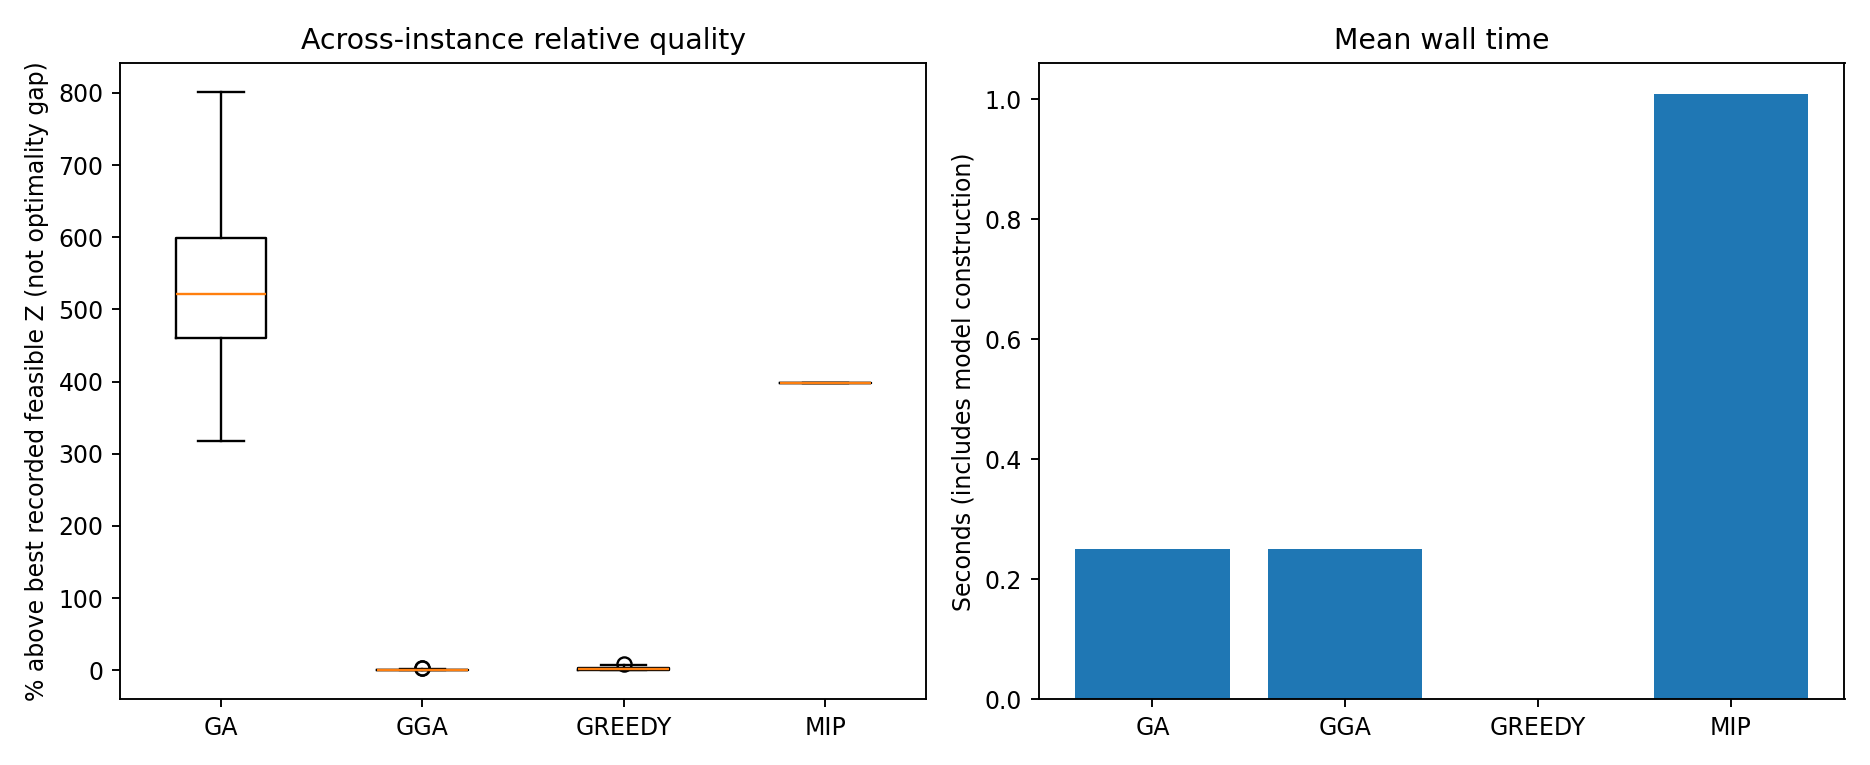 Across-instance relative quality
% above best recorded feasible Z (not optimality gap)
800
700
600
500
400
300
200
100
0
GA GGA GREEDY MIP
Mean wall time
Seconds (includes model construction)
1.0
0.8
0.6
0.4
0.2
0.0
GA GGA GREEDY MIP